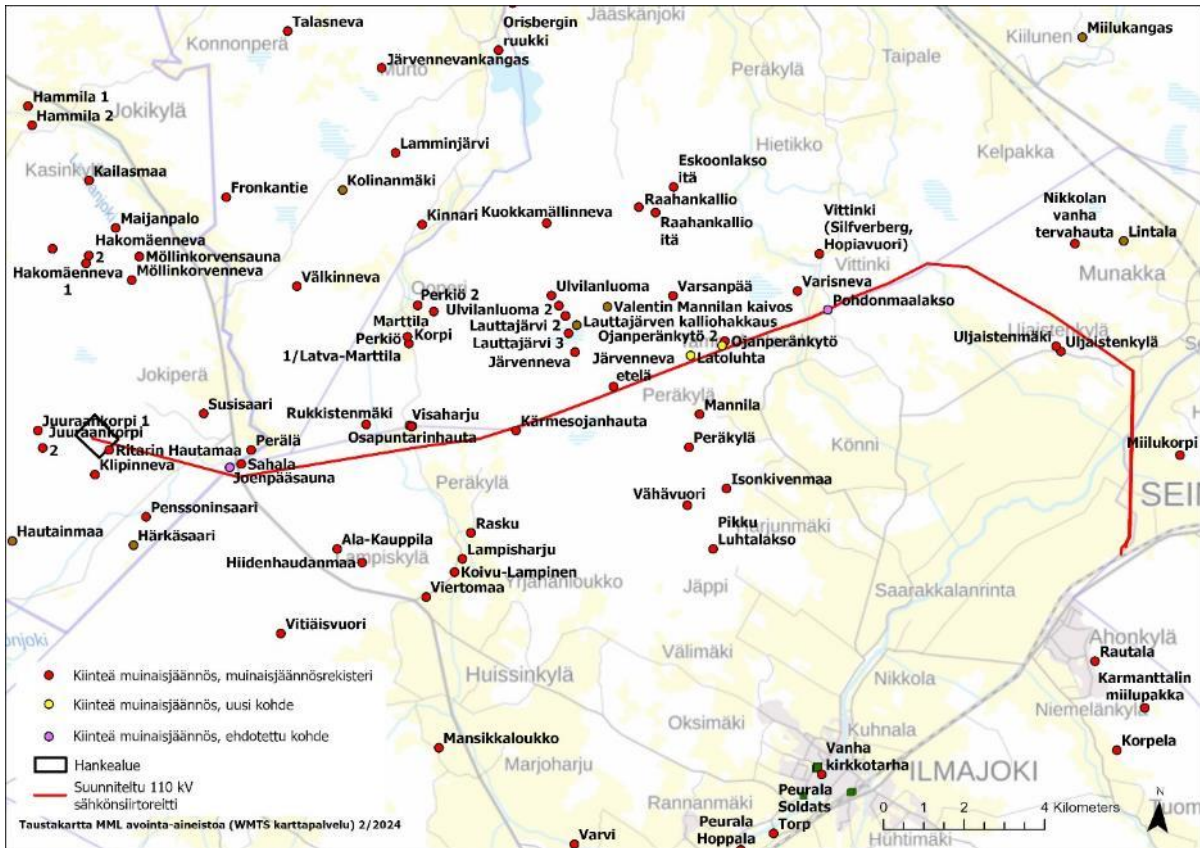 Talasneva
Orisbergin
ruukki
Jääskänjoki
Kiilunen
Miilukangas
Konnonperä
Järvennevankangas
Murto
Peräkylä
Taipale
Hammila 1
Hammila 2
Jokikylä
Lamminjärvi
Hietikko
Kelpakka
Kasinkylä
Kailasmaa
Kolinanmäki
Fronkantie
Eskoonlakso
itä
Raahankallio
Raahankallio
itä
Nikkolan
vanha
tervahauta
Lintala
Maijanpalo
Kinnari
Kuokkamällinneva
Vittinki
(Silfverberg,
Hopiavuori)
Vittinki
Munakka
Hakomäenneva
2
Möllinkorvensauna
Hakomäenneva
1
Möllinkorvenneva
Välkinneva
Perkiö 2
Ulvilanluoma
Ulvilanluoma 2
Varsanpää
Varisneva
Pohdonmaalakso
Valentin Mannilan kaivos
Marttila
Korpi
Lauttajärvi 2
Lauttajärven kalliohakkaus
Perkiö
1/Latva-Marttila
Lauttajärvi 3
Ojanperänkytö 2
Ojanperänkytö
Uljaistenkylä
Uljaistenmäki
Uljaistenkylä
Järvenneva
Järvenneva
etelä
Latoluhta
Jokiperä
Peräkylä
Susisaari
Rukkistenmäki
Visaharju
Mannila
Juuraankorpi 1
Juuraankorpi
2
Osapuntarinhauta
Kärmesojanhauta
Könni
Ritarin Hautamaa
Perälä
Peräkylä
Miilukorpi
Klipinneva
Sahala
Joenpääsauna
Peräkylä
Isonkivenmaa
SEIN
Vähävuori
Penssoninsaari
Hautainmaa
Härkäsaari
Rasku
Pikku
Luhtalakso
Harjunmäki
Ala-Kauppila
Lampiskylä
Lampisharju
Hiidenhaudanmaa
Koivu-Lampinen
Yrjänänloukko
Jäppi
Saarakkalanrinta
Viertomaa
Vitiäisvuori
Välimäki
Ahonkylä
Huissinkylä
Rautala
Kiinteä muinaisjäännös, muinaisjäännösrekisteri
Nikkola
Karmanttalin
miilupakka
Kiinteä muinaisjäännös, uusi kohde
Niemelänkylä
Oksimäki
Kuhnala
Kiinteä muinaisjäännös, ehdotettu kohde
Mansikkaloukko
Korpela
Hankealue
Marjoharju
Vanha
kirkkotarha
ILMAJOKI
Suunniteltu 110 kV
sähkönsiirtoreitti
Rannanmäki
Peurala
Soldats
Torp
0 2 4 Kilometers
Taustakartta MML avointa-aineistoa (WMTS karttapalvelu) 2/2024
Varvi
Peurala
Hoppala
Huhtimäki